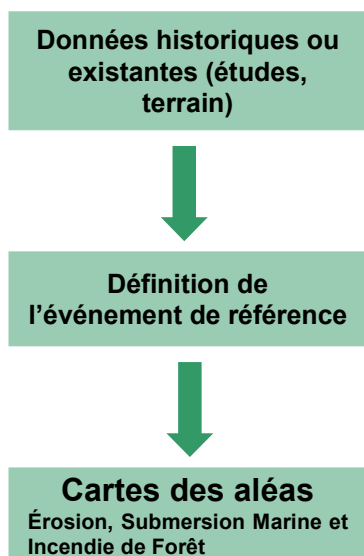 Données historiques ou
existantes (études,
terrain)
Définition de
l'événement de référence
Cartes des aléas
Érosion, Submersion Marine et
Incendie de Forêt